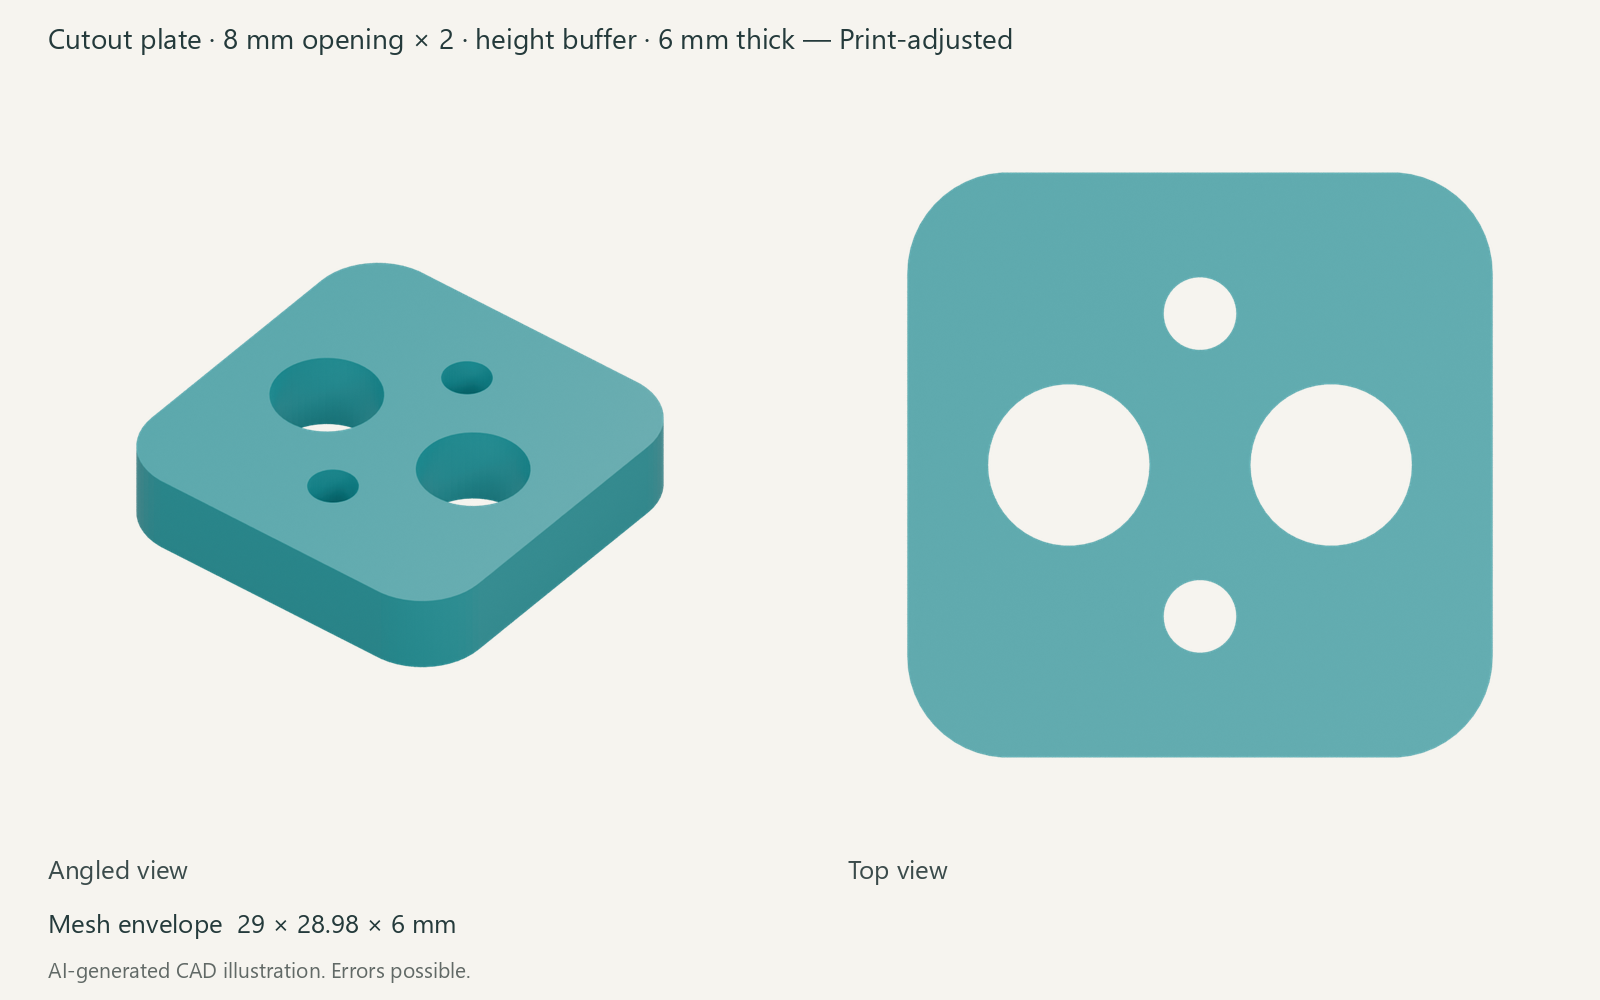 Cutout plate · 8 mm opening × 2 · height buffer · 6 mm thick — Print-adjusted
Angled view
Top view
Mesh envelope 29 × 28.98 × 6 mm
AI-generated CAD illustration. Errors possible.